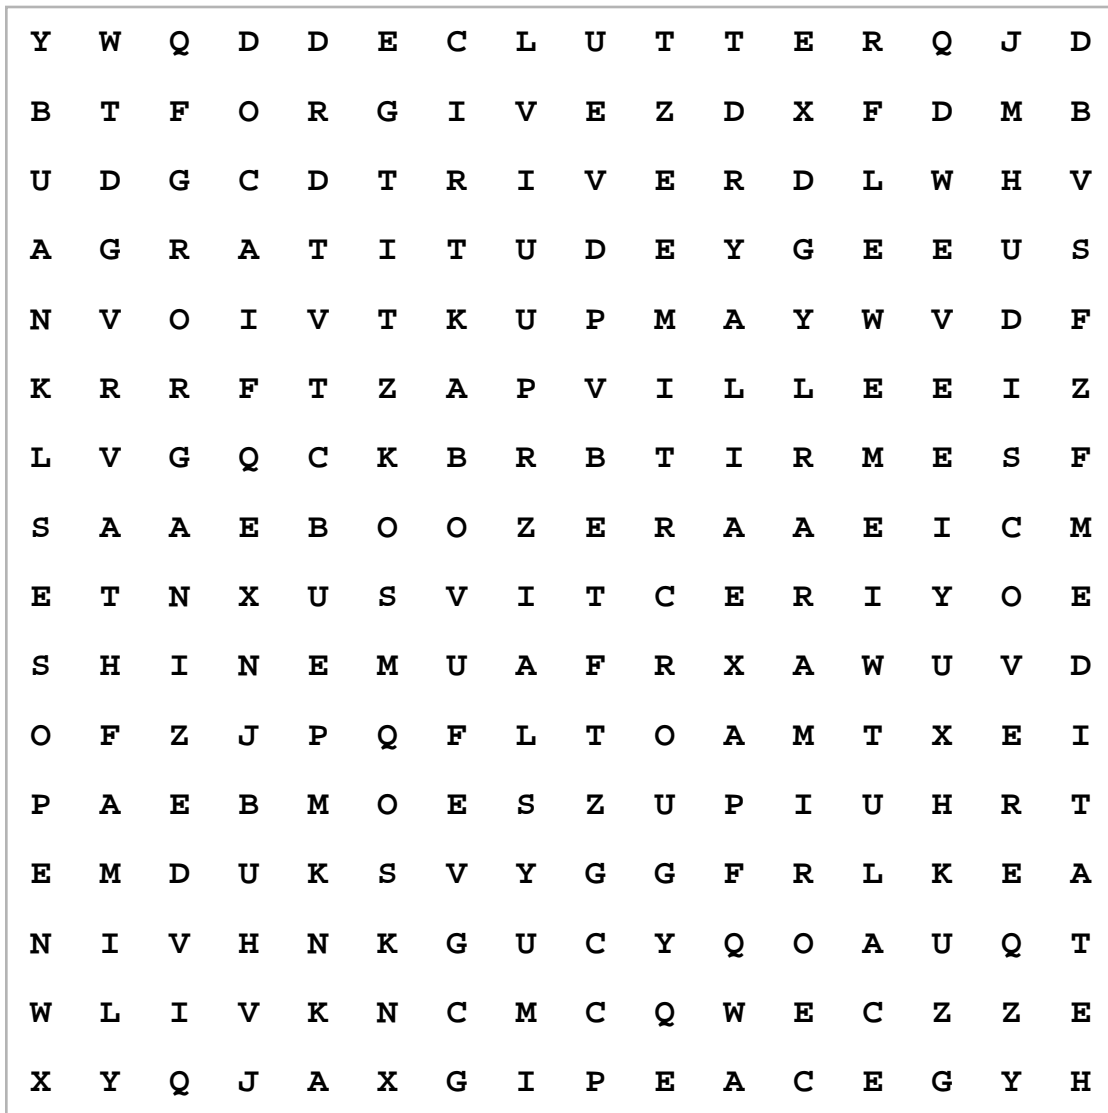 Y W Q D D E C L U T T E R Q J D
B T F O R G I V E Z D X F D M B
U D G C D T R I V E R D L W H V
A G R A T I T U D E Y G E E U S
N V O I V T K U P M A Y W V D F
K R R F T Z A P V I L L E E I Z
L V G Q C K B R B T I R M E S F
S A A E B O O Z E R A A E I C M
E T N X U S V I T C E R I Y O E
S H I N E M U A F R X A W U V D
O F Z J P Q F L T O A M T X E I
P A E B M O E S Z U P I U H R T
E M D U K S V Y G G F R L K E A
N I V H N K G U C Y Q O A U Q T
W L I V K N C M C Q W E C Z Z E
X Y Q J A X G I P E A C E G Y H